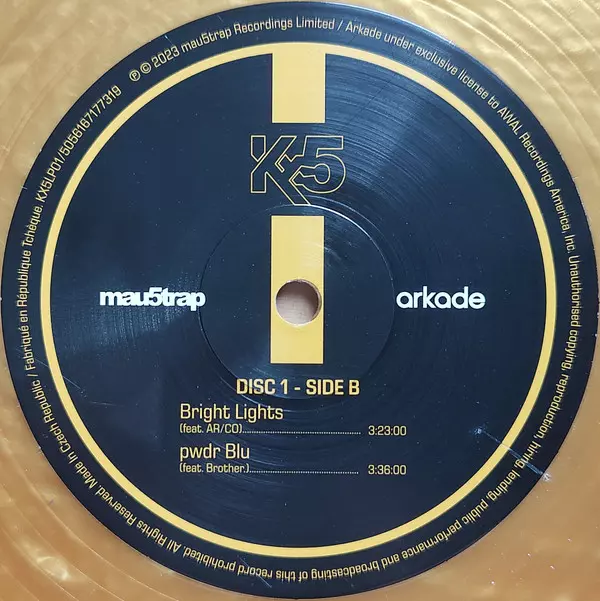 ℗ © 2023 mau5trap Recordings Limited / Arkade under exclusive license to AWAL Recordings America, Inc. Unauthorised copying, reproduction, hiring, lending, public performance and broadcasting of this record prohibited. All Rights Reserved. Made in Czech Republic / Fabriqué en République Tchèque. KX5LP01/5056167177319
KX5
mau5trap
arkade
DISC 1 - SIDE B
Bright Lights
(feat. AR/CO)........................................ 3:23:00
pwdr Blu
(feat. Brother.)..................................... 3:36:00